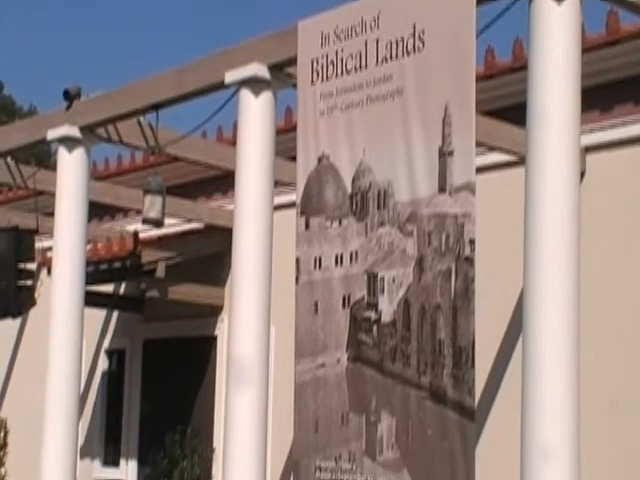 In Search of
Biblical Lands
From Jerusalem to Jordan
in 19th-Century Photography